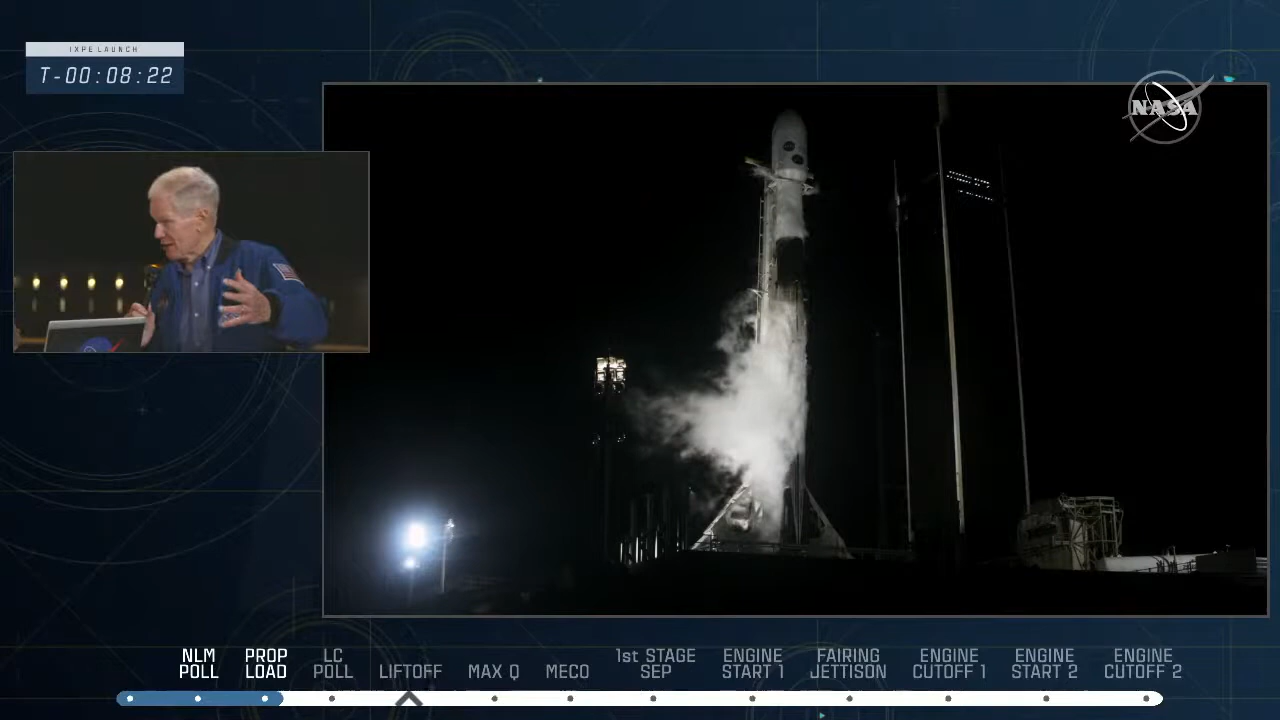 IXPE LAUNCH
T-00:08:22
NASA
NLM
POLL
PROP
LOAD
LC
POLL
LIFTOFF
MAX Q
MECO
1st STAGE
SEP
ENGINE
START 1
FAIRING
JETTISON
ENGINE
CUTOFF 1
ENGINE
START 2
ENGINE
CUTOFF 2